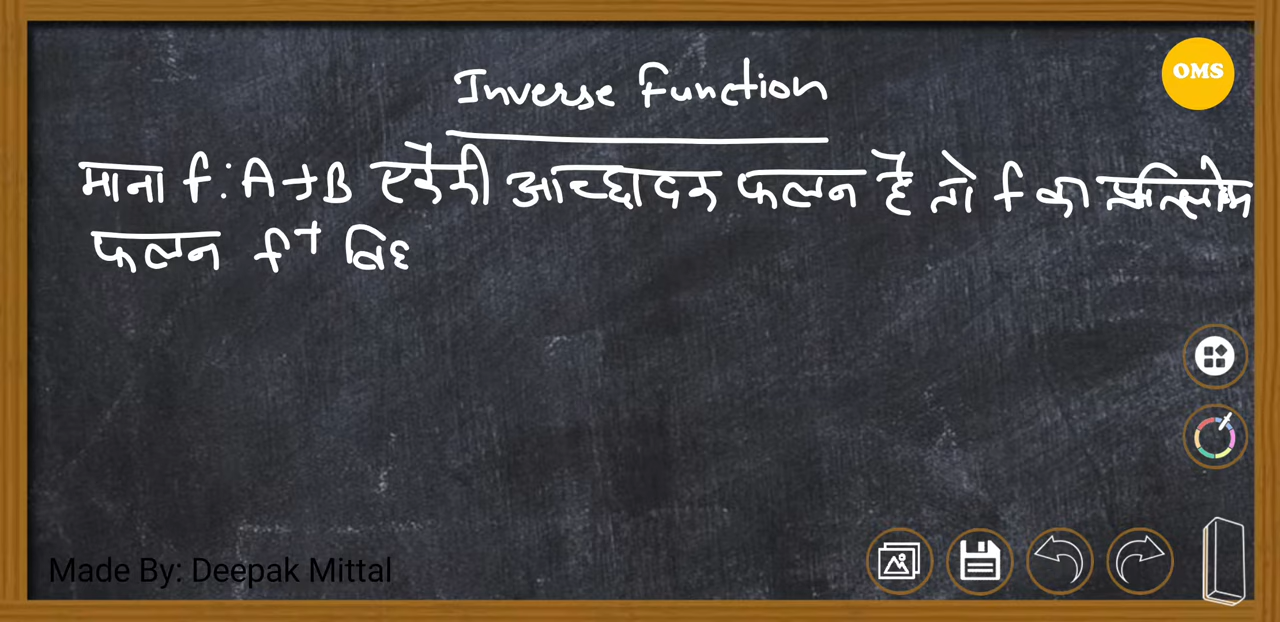 Inverse Function
OMS
माना f: A→B एकैकी आच्छादक फलन है तो f का प्रतिलोम
फलन f⁻¹ विद्य
Made By: Deepak Mittal